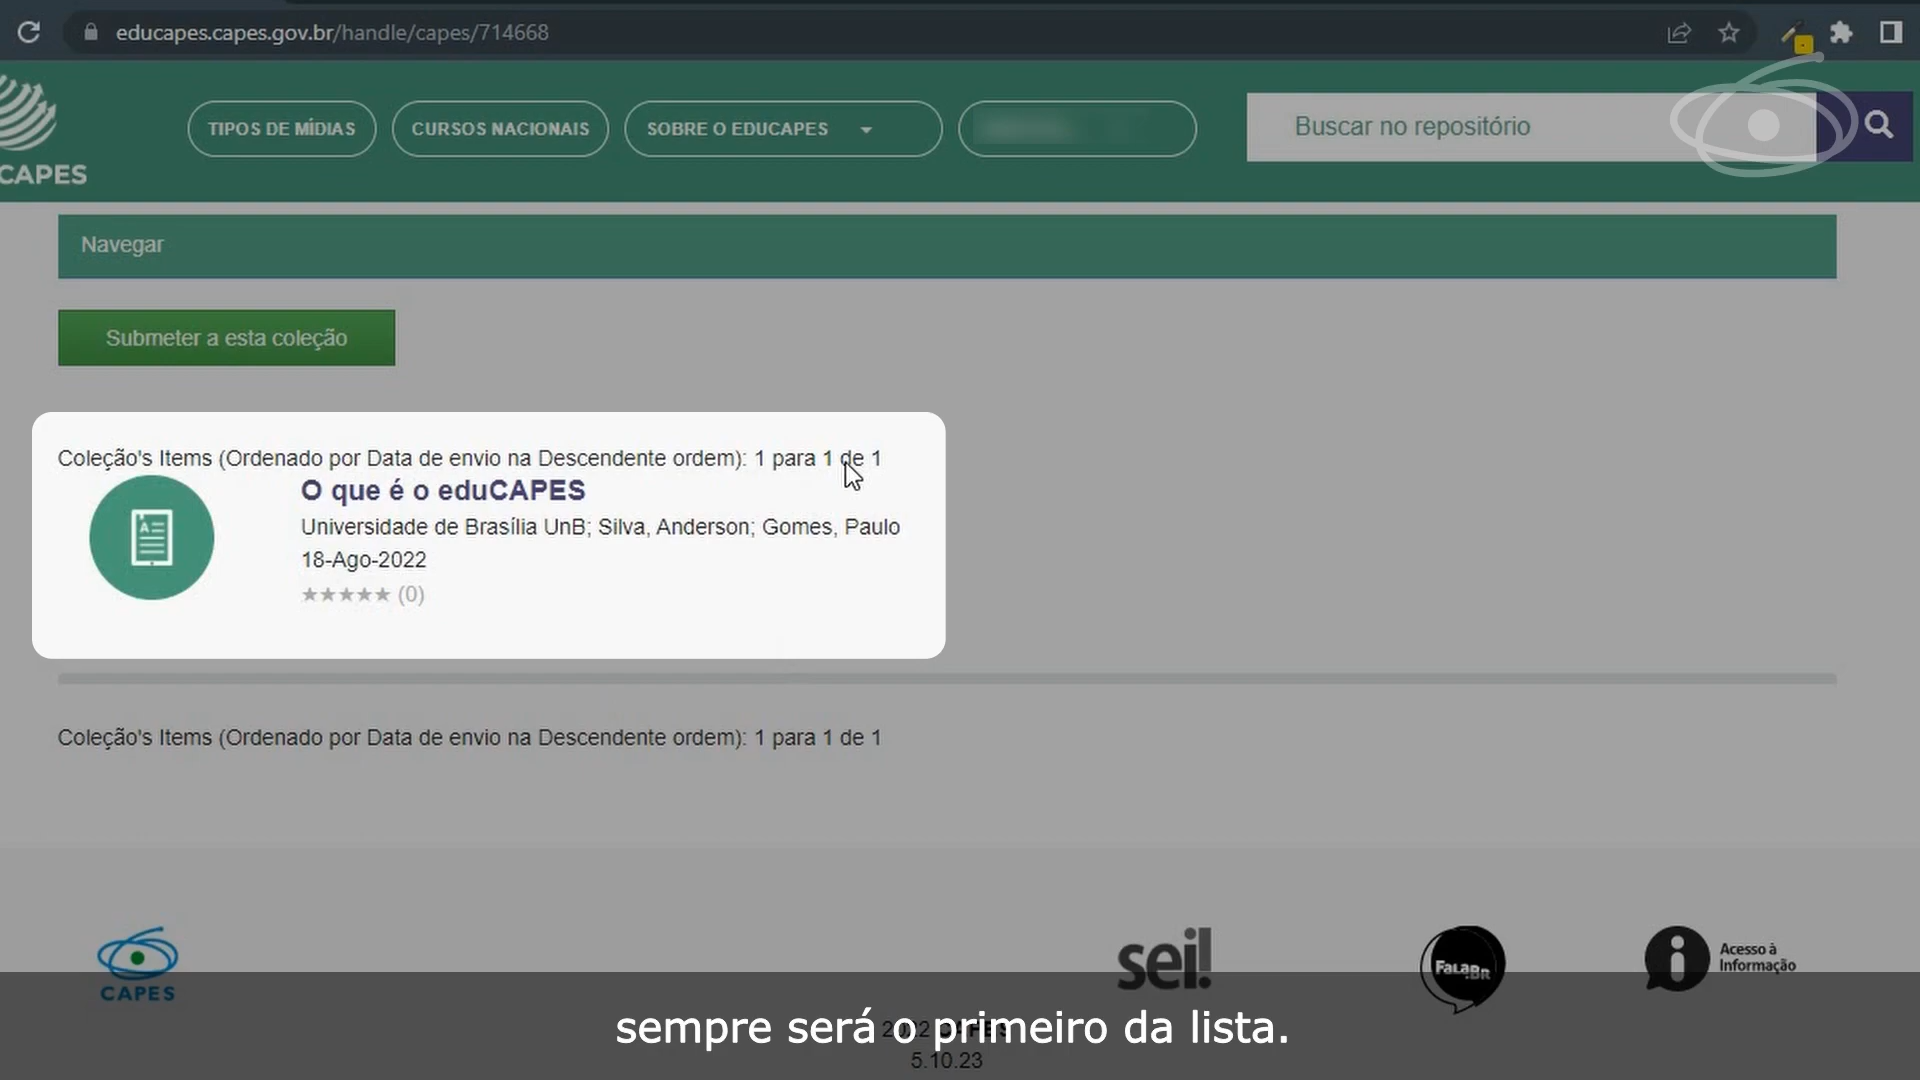 educapes.capes.gov.br/handle/capes/714668
CAPES
TIPOS DE MÍDIAS
CURSOS NACIONAIS
SOBRE O EDUCAPES
Buscar no repositório
Navegar
Submeter a esta coleção
Coleção's Items (Ordenado por Data de envio na Descendente ordem): 1 para 1 de 1
O que é o eduCAPES
Universidade de Brasília UnB; Silva, Anderson; Gomes, Paulo
18-Ago-2022
★★★★★ (0)
Coleção's Items (Ordenado por Data de envio na Descendente ordem): 1 para 1 de 1
CAPES
sei!
FALA.BR
Acesso à
Informação
sempre será o primeiro da lista.
5.10.23